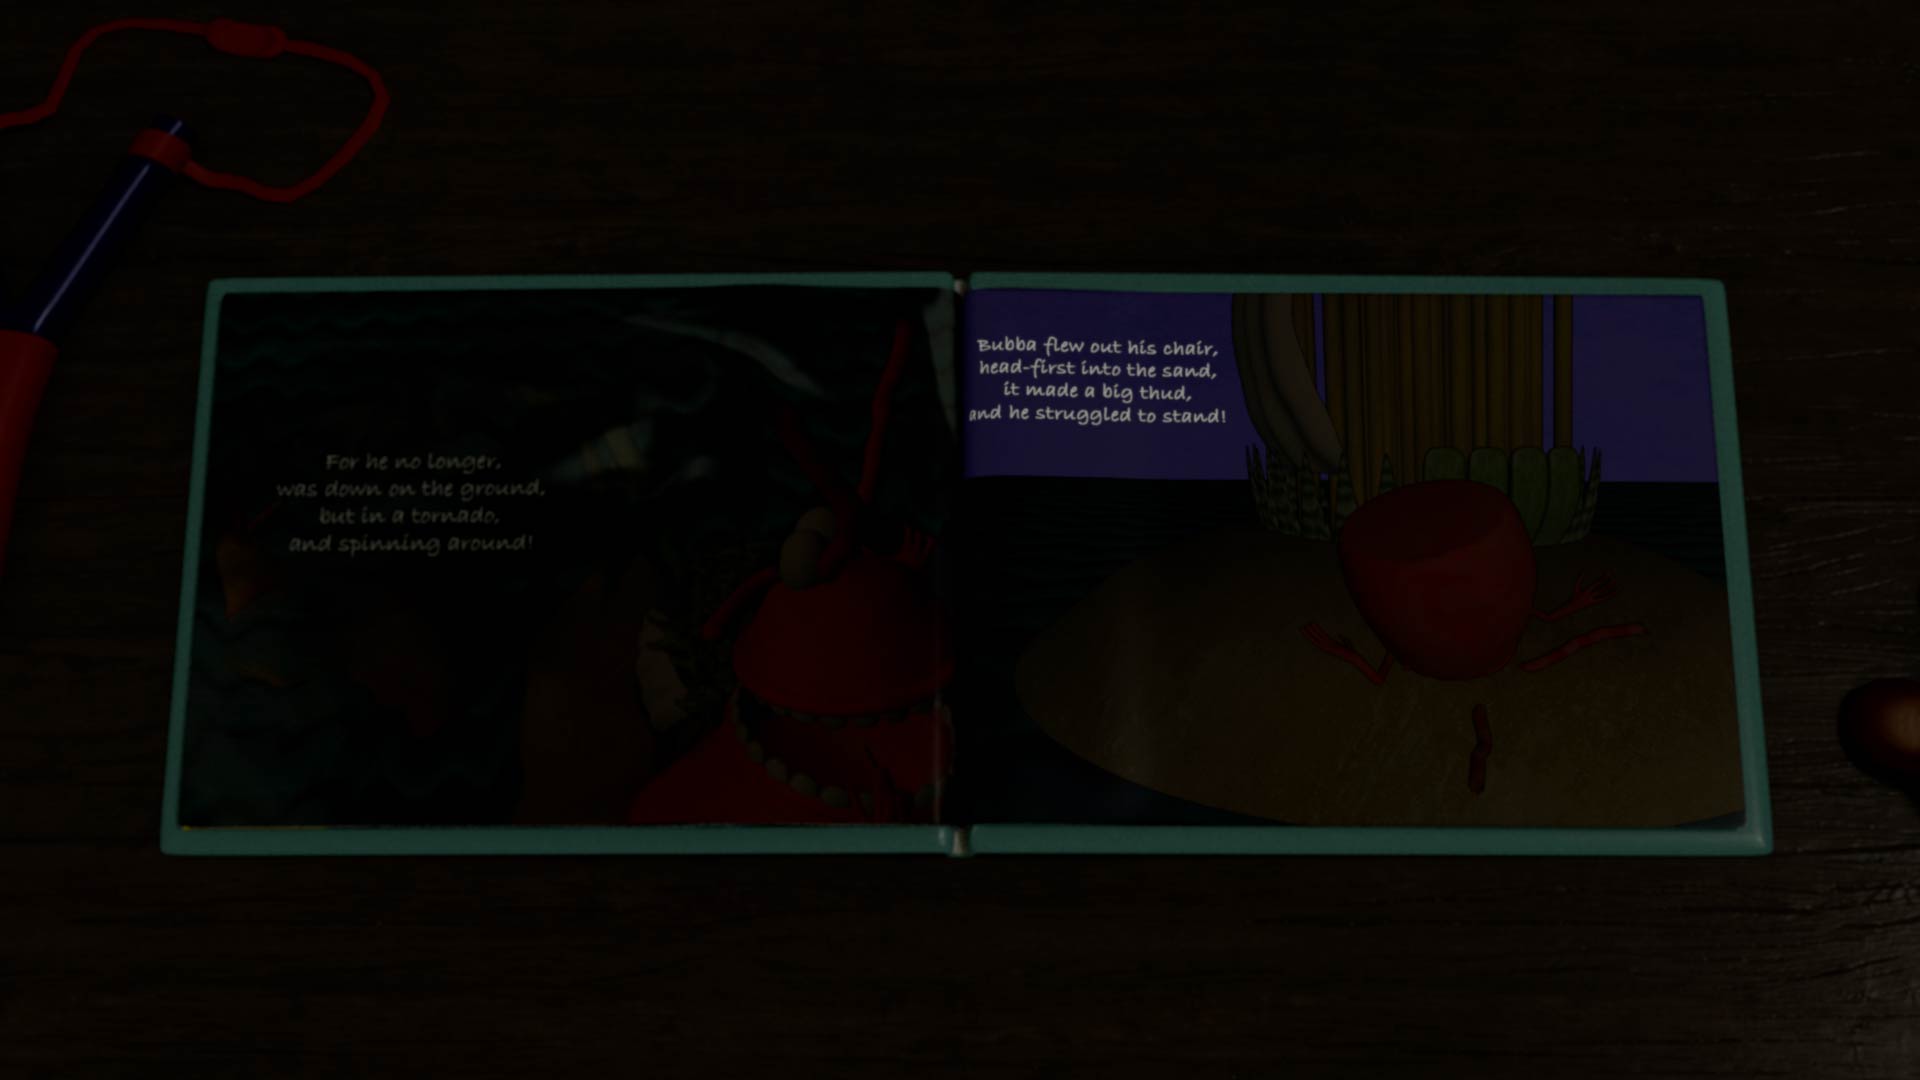 For he no longer,
was down on the ground,
but in a tornado,
and spinning around!
Bubba flew out his chair,
head-first into the sand,
it made a big thud,
and he struggled to stand!